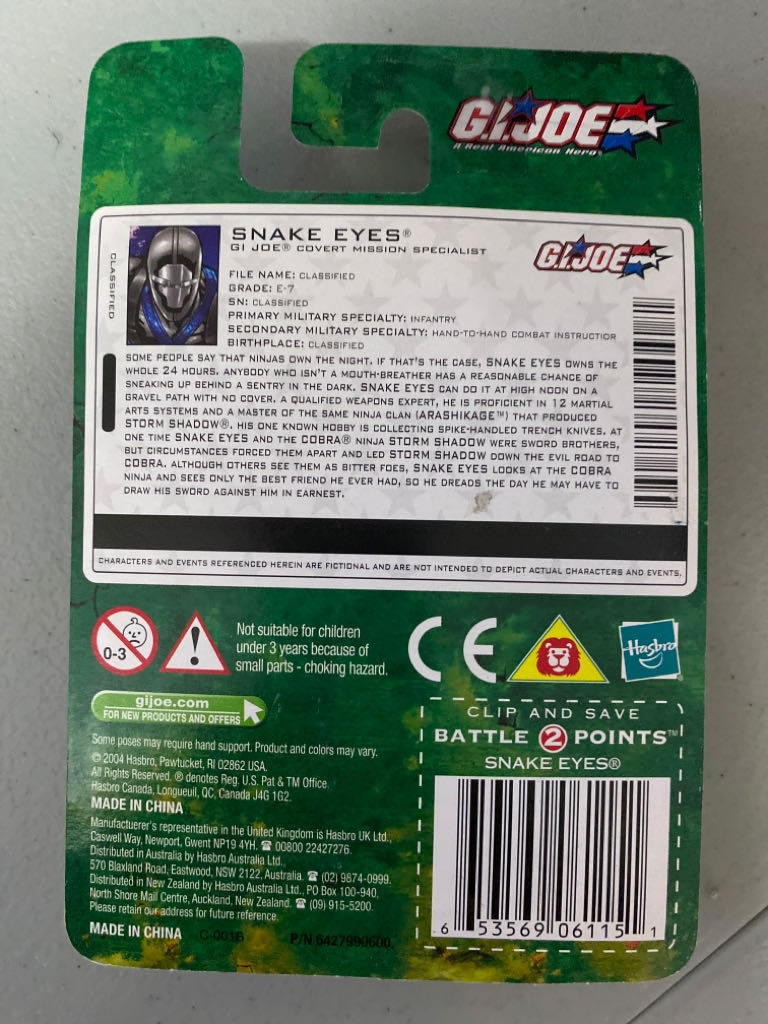 G.I.JOE
A Real American Hero
SNAKE EYES®
GI JOE® COVERT MISSION SPECIALIST
G.I.JOE
CLASSIFIED
FILE NAME: CLASSIFIED
GRADE: E-7
SN: CLASSIFIED
PRIMARY MILITARY SPECIALTY: INFANTRY
SECONDARY MILITARY SPECIALTY: HAND-TO-HAND COMBAT INSTRUCTIOR
BIRTHPLACE: CLASSIFIED
SOME PEOPLE SAY THAT NINJAS OWN THE NIGHT. IF THAT'S THE CASE, SNAKE EYES OWNS THE
WHOLE 24 HOURS. ANYBODY WHO ISN'T A MOUTH-BREATHER HAS A REASONABLE CHANCE OF
SNEAKING UP BEHIND A SENTRY IN THE DARK. SNAKE EYES CAN DO IT AT HIGH NOON ON A
GRAVEL PATH WITH NO COVER. A QUALIFIED WEAPONS EXPERT, HE IS PROFICIENT IN 12 MARTIAL
ARTS SYSTEMS AND A MASTER OF THE SAME NINJA CLAN (ARASHIKAGE™) THAT PRODUCED
STORM SHADOW®. HIS ONE KNOWN HOBBY IS COLLECTING SPIKE-HANDLED TRENCH KNIVES. AT
ONE TIME SNAKE EYES AND THE COBRA® NINJA STORM SHADOW WERE SWORD BROTHERS,
BUT CIRCUMSTANCES FORCED THEM APART AND LED STORM SHADOW DOWN THE EVIL ROAD TO
COBRA. ALTHOUGH OTHERS SEE THEM AS BITTER FOES, SNAKE EYES LOOKS AT THE COBRA
NINJA AND SEES ONLY THE BEST FRIEND HE EVER HAD, SO HE DREADS THE DAY HE MAY HAVE TO
DRAW HIS SWORD AGAINST HIM IN EARNEST.
CHARACTERS AND EVENTS REFERENCED HEREIN ARE FICTIONAL AND ARE NOT INTENDED TO DEPICT ACTUAL CHARACTERS AND EVENTS.
0-3
Not suitable for children
under 3 years because of
small parts - choking hazard.
CE
Hasbro
gijoe.com
FOR NEW PRODUCTS AND OFFERS
Some poses may require hand support. Product and colors may vary.
© 2004 Hasbro, Pawtucket, RI 02862 USA.
All Rights Reserved. ® denotes Reg. U.S. Pat & TM Office.
Hasbro Canada, Longueuil, QC, Canada J4G 1G2.
MADE IN CHINA
Manufactuerer's representative in the United Kingdom is Hasbro UK Ltd.,
Caswell Way, Newport, Gwent NP19 4YH. ☎ 00800 22427276.
Distributed in Australia by Hasbro Australia Ltd.,
570 Blaxland Road, Eastwood, NSW 2122, Australia. ☎ (02) 9874-0999.
Distributed in New Zealand by Hasbro Australia Ltd., PO Box 100-940,
North Shore Mail Centre, Auckland, New Zealand. ☎ (09) 915-5200.
Please retain our address for future reference.
MADE IN CHINA C-001B P/N 6427990600
CLIP AND SAVE
BATTLE 2 POINTS™
SNAKE EYES®
6 53569 06115 1